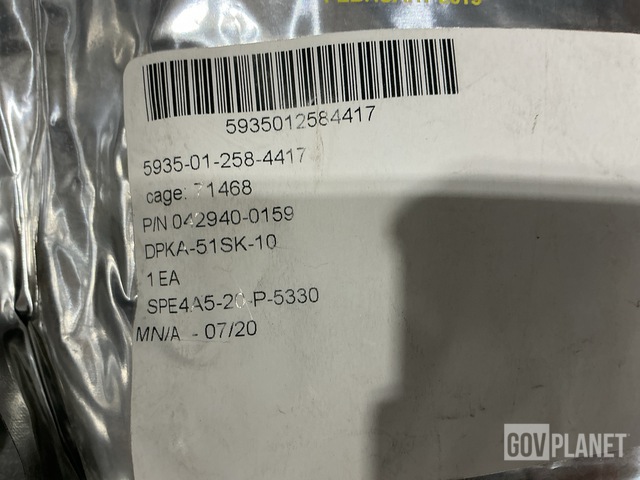 5935012584417
5935-01-258-4417
cage: 71468
P/N 042940-0159
DPKA-51SK-10
1 EA
SPE4A5-20-P-5330
MN/A - 07/20
GOVPLANET